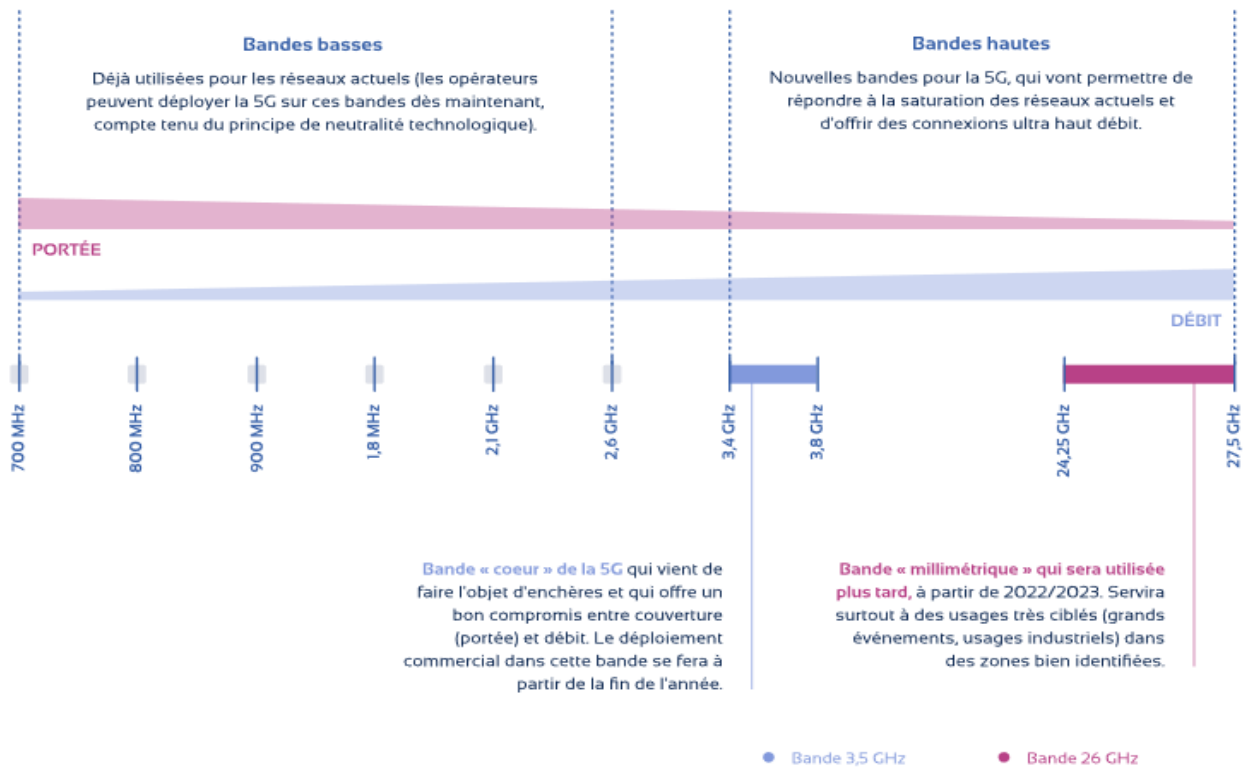 Bandes basses
Déjà utilisées pour les réseaux actuels (les opérateurs
peuvent déployer la 5G sur ces bandes dès maintenant,
compte tenu du principe de neutralité technologique).
Bandes hautes
Nouvelles bandes pour la 5G, qui vont permettre de
répondre à la saturation des réseaux actuels et
d'offrir des connexions ultra haut débit.
PORTÉE
DÉBIT
700 MHz
800 MHz
900 MHz
1,8 MHz
2,1 GHz
2,6 GHz
3,4 GHz
3,8 GHz
24,25 GHz
27,5 GHz
Bande « coeur » de la 5G qui vient de
faire l'objet d'enchères et qui offre un
bon compromis entre couverture
(portée) et débit. Le déploiement
commercial dans cette bande se fera à
partir de la fin de l'année.
Bande « millimétrique » qui sera utilisée
plus tard, à partir de 2022/2023. Servira
surtout à des usages très ciblés (grands
événements, usages industriels) dans
des zones bien identifiées.
Bande 3,5 GHz
Bande 26 GHz